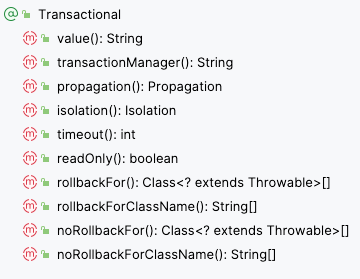 Transactional
value(): String
transactionManager(): String
propagation(): Propagation
isolation(): Isolation
timeout(): int
readOnly(): boolean
rollbackFor(): Class<? extends Throwable>[]
rollbackForClassName(): String[]
noRollbackFor(): Class<? extends Throwable>[]
noRollbackForClassName(): String[]